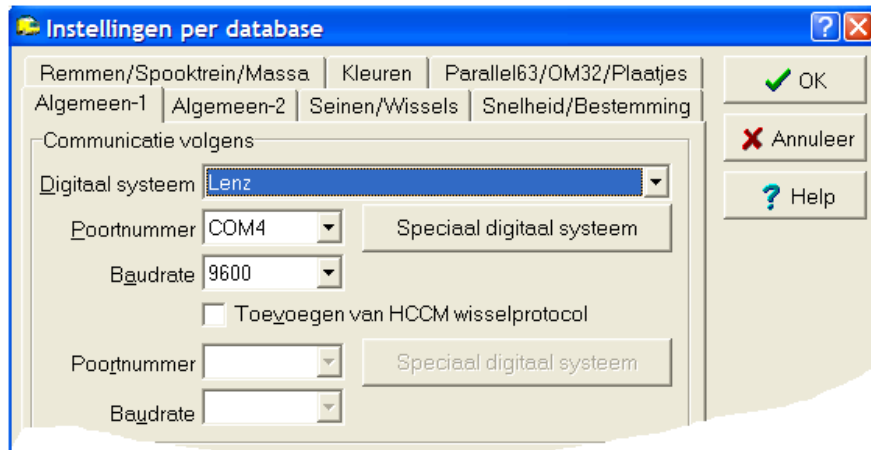 Instellingen per database
Remmen/Spooktrein/Massa Kleuren Parallel63/OM32/Plaatjes
Algemeen-1 Algemeen-2 Seinen/Wissels Snelheid/Bestemming
OK
Annuleer
Help
Communicatie volgens
Digitaal systeem Lenz
Poortnummer COM4 Speciaal digitaal systeem
Baudrate 9600
Toevoegen van HCCM wisselprotocol
Poortnummer Speciaal digitaal systeem
Baudrate